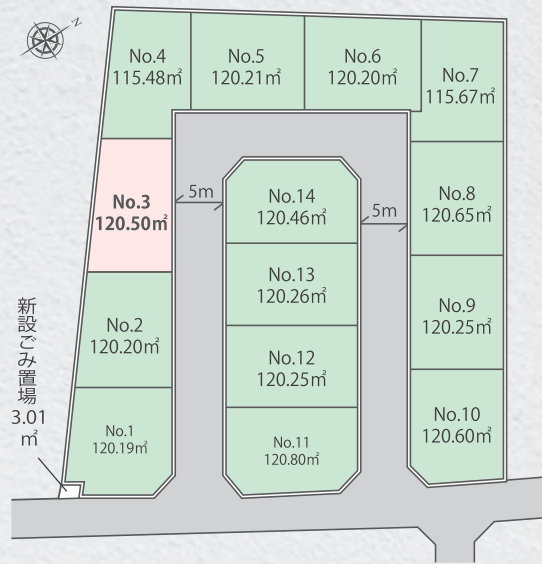 N
No.4
115.48㎡
No.5
120.21㎡
No.6
120.20㎡
No.7
115.67㎡
No.3
120.50㎡
5m
No.14
120.46㎡
5m
No.8
120.65㎡
No.13
120.26㎡
No.9
120.25㎡
No.2
120.20㎡
No.12
120.25㎡
No.10
120.60㎡
No.1
120.19㎡
No.11
120.80㎡
新設ごみ置場
3.01
㎡